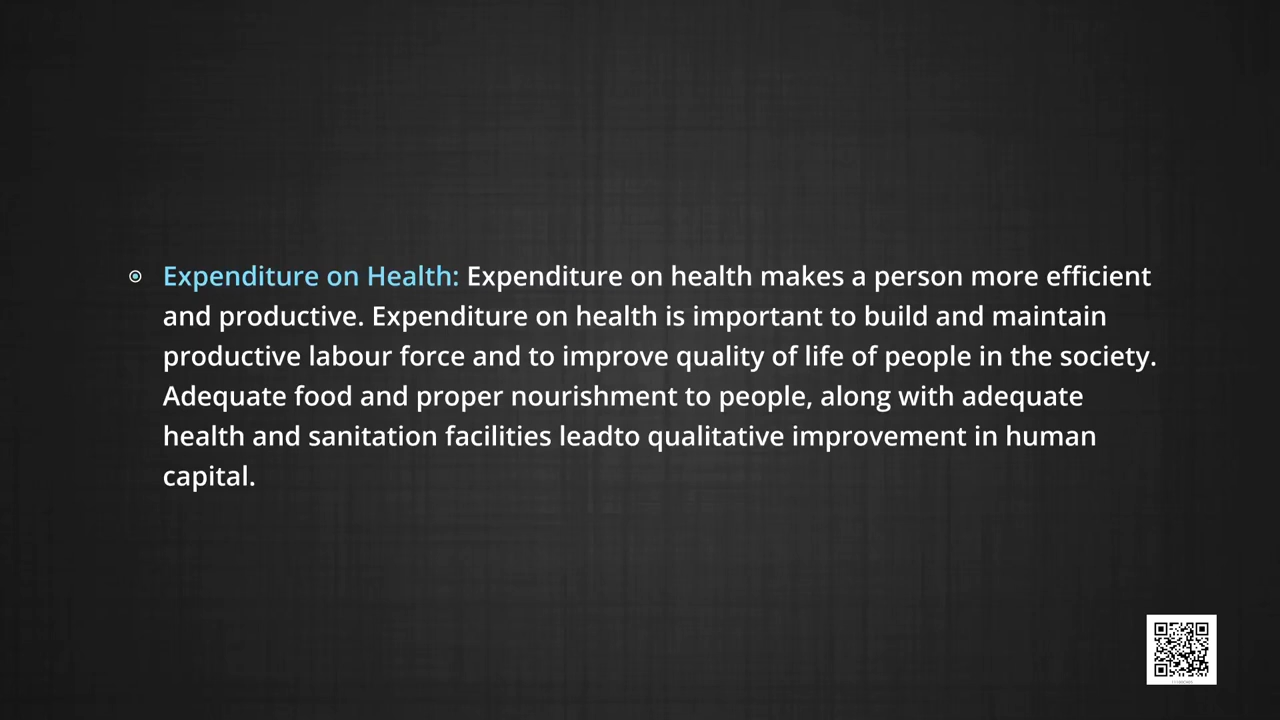 Expenditure on Health: Expenditure on health makes a person more efficient
and productive. Expenditure on health is important to build and maintain
productive labour force and to improve quality of life of people in the society.
Adequate food and proper nourishment to people, along with adequate
health and sanitation facilities leadto qualitative improvement in human
capital.